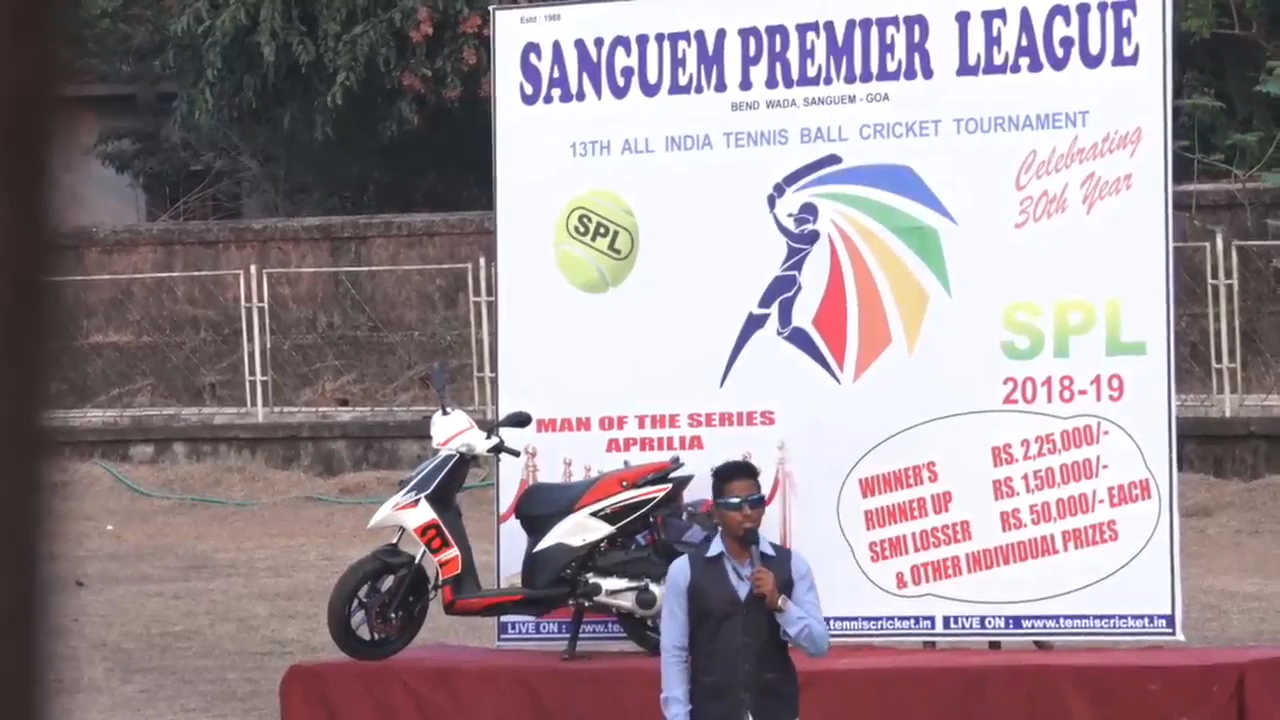 Estd : 1988
SANGUEM PREMIER LEAGUE
BEND WADA, SANGUEM - GOA
13TH ALL INDIA TENNIS BALL CRICKET TOURNAMENT
Celebrating
30th Year
SPL
SPL
2018-19
MAN OF THE SERIES
APRILIA
WINNER'S RS. 2,25,000/-
RUNNER UP RS. 1,50,000/-
SEMI LOSSER RS. 50,000/- EACH
& OTHER INDIVIDUAL PRIZES
LIVE ON : www.te
.tenniscricket.in
LIVE ON : www.tenniscricket.in